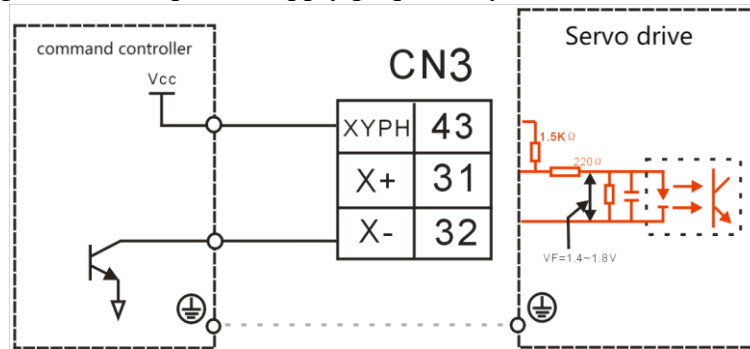 command controller
Vcc
CN3
XYPH 43
X+ 31
X- 32
Servo drive
1.5KΩ
220Ω
VF=1.4~1.8V